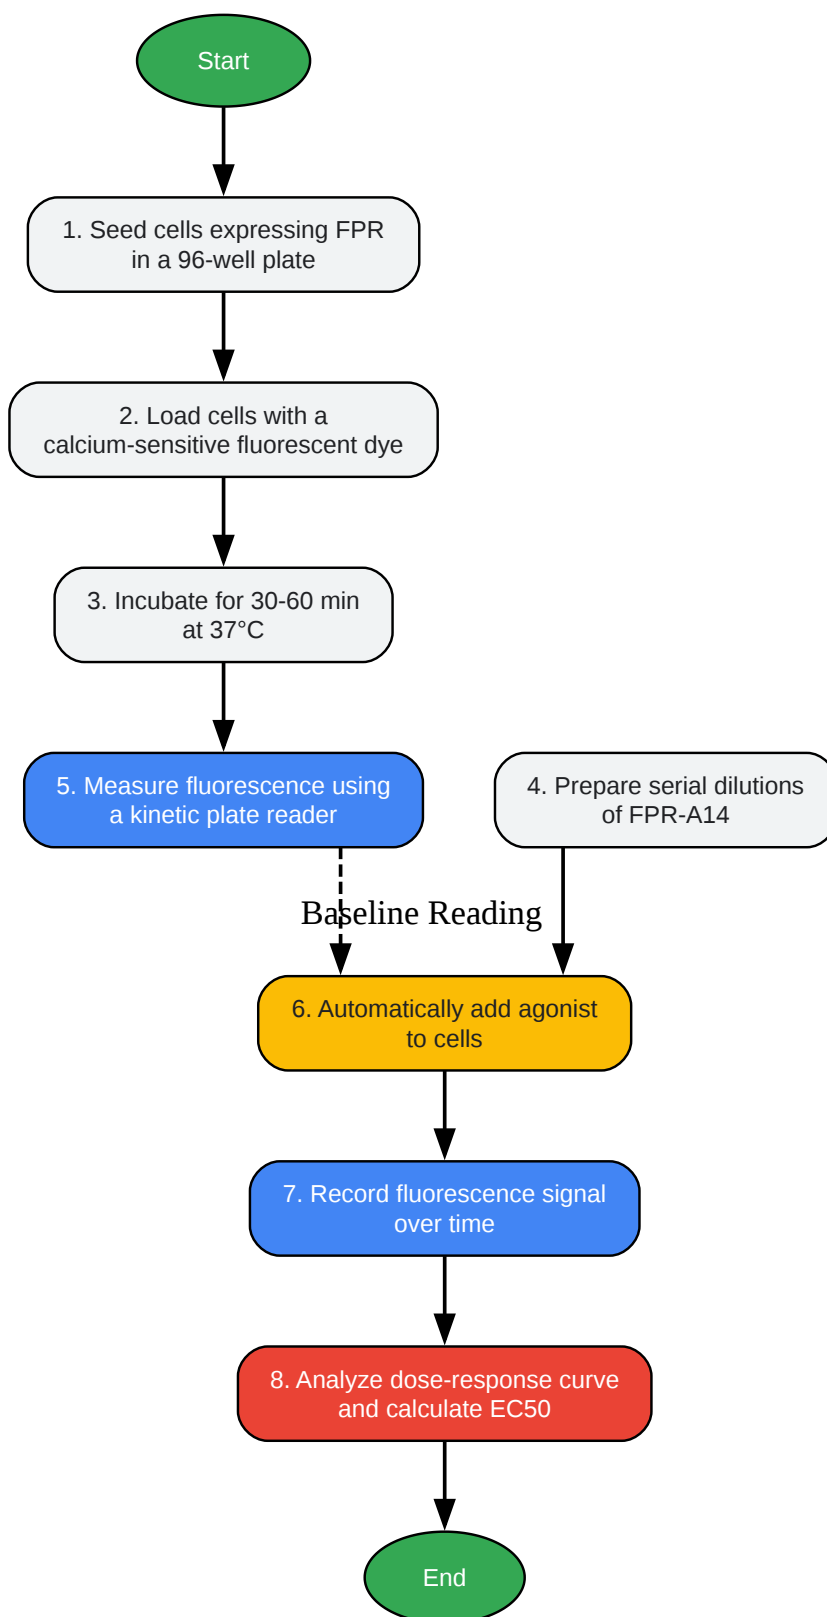 Start
1. Seed cells expressing FPR
in a 96-well plate
2. Load cells with a
calcium-sensitive fluorescent dye
3. Incubate for 30-60 min
at 37°C
5. Measure fluorescence using
a kinetic plate reader
4. Prepare serial dilutions
of FPR-A14
Baseline Reading
6. Automatically add agonist
to cells
7. Record fluorescence signal
over time
8. Analyze dose-response curve
and calculate EC50
End